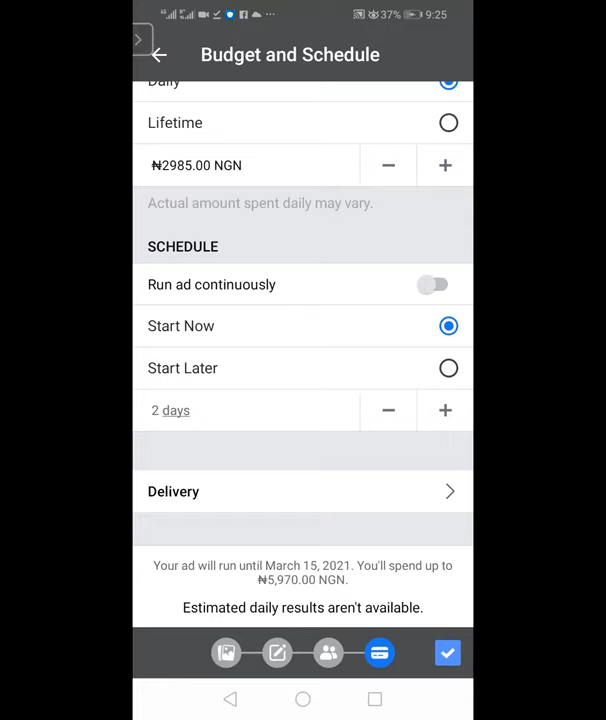 37% 9:25
Budget and Schedule
Daily
Lifetime
₦2985.00 NGN
Actual amount spent daily may vary.
SCHEDULE
Run ad continuously
Start Now
Start Later
2 days
Delivery
Your ad will run until March 15, 2021. You'll spend up to
₦5,970.00 NGN.
Estimated daily results aren't available.